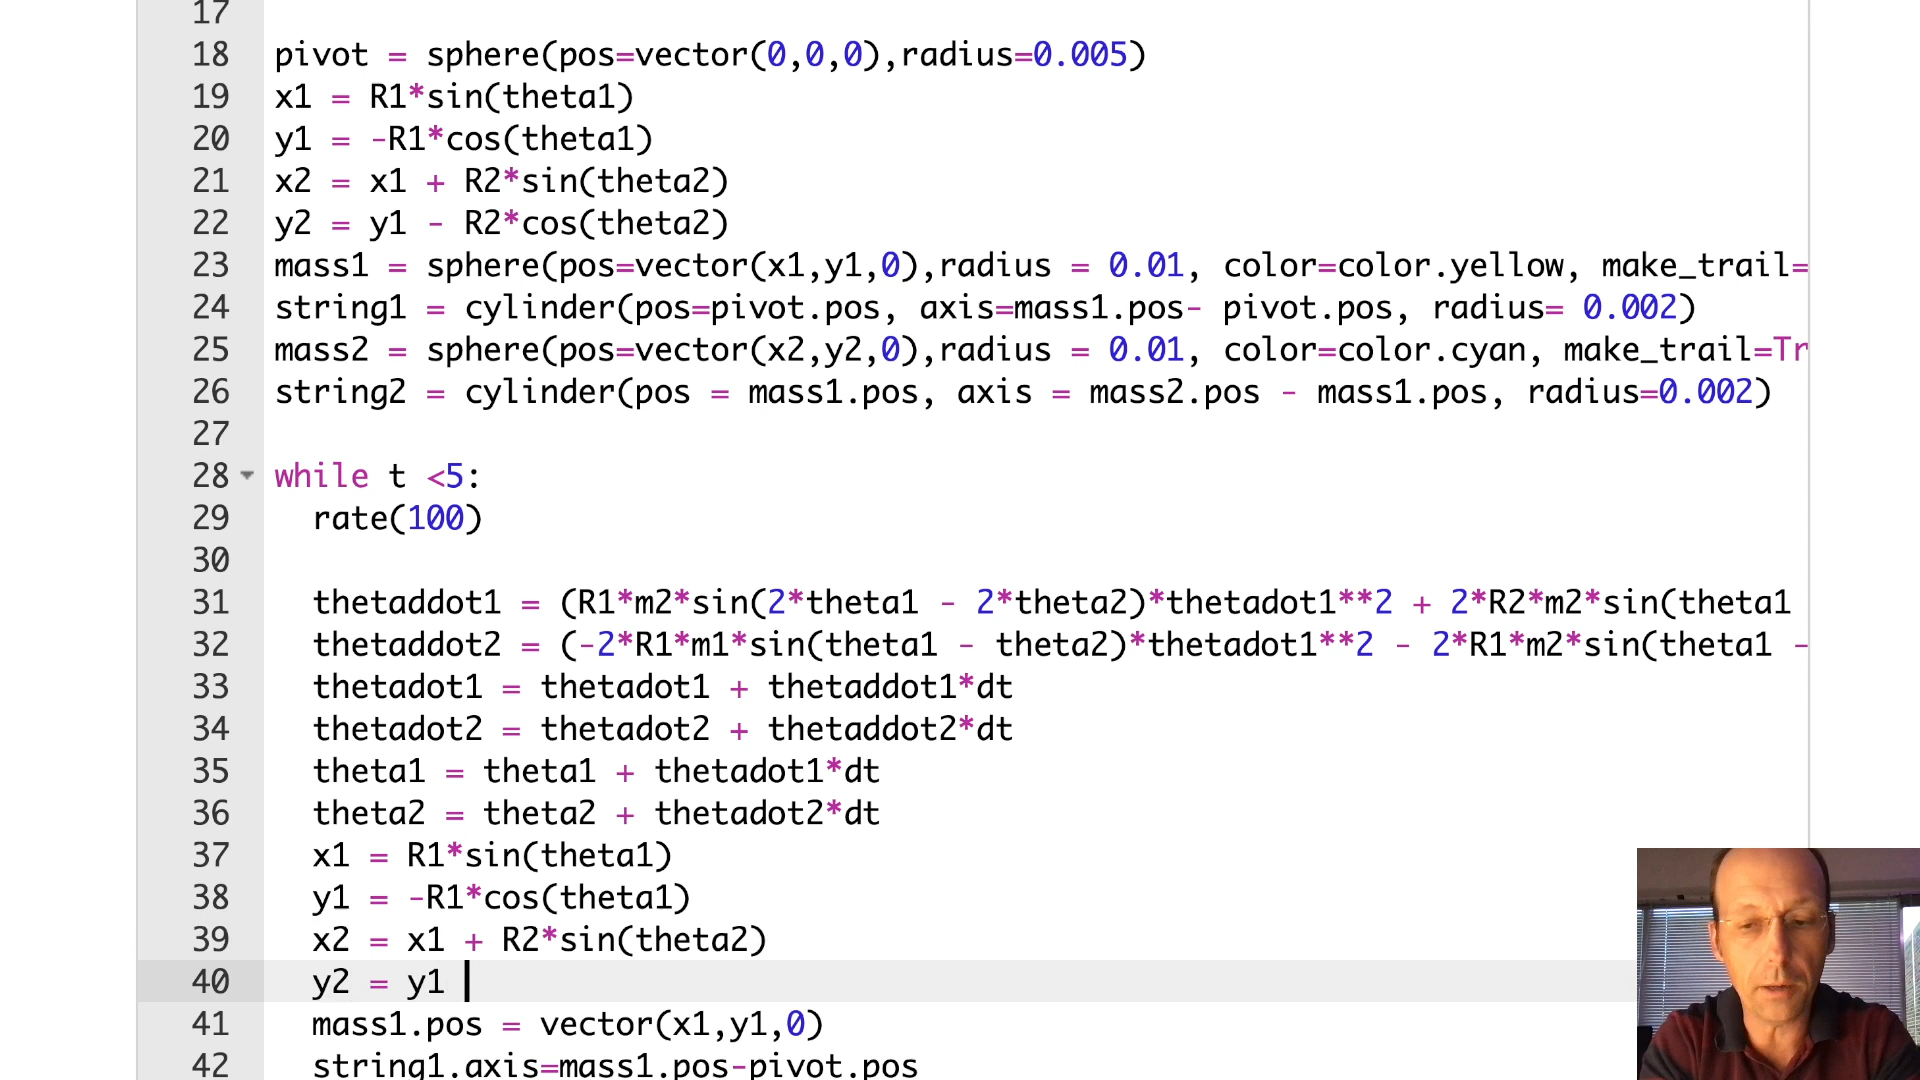 17
18 pivot = sphere(pos=vector(0,0,0),radius=0.005)
19 x1 = R1*sin(theta1)
20 y1 = -R1*cos(theta1)
21 x2 = x1 + R2*sin(theta2)
22 y2 = y1 - R2*cos(theta2)
23 mass1 = sphere(pos=vector(x1,y1,0),radius = 0.01, color=color.yellow, make_trail=
24 string1 = cylinder(pos=pivot.pos, axis=mass1.pos- pivot.pos, radius= 0.002)
25 mass2 = sphere(pos=vector(x2,y2,0),radius = 0.01, color=color.cyan, make_trail=Tr
26 string2 = cylinder(pos = mass1.pos, axis = mass2.pos - mass1.pos, radius=0.002)
27
28 while t <5:
29   rate(100)
30
31   thetaddot1 = (R1*m2*sin(2*theta1 - 2*theta2)*thetadot1**2 + 2*R2*m2*sin(theta1
32   thetaddot2 = (-2*R1*m1*sin(theta1 - theta2)*thetadot1**2 - 2*R1*m2*sin(theta1 -
33   thetadot1 = thetadot1 + thetaddot1*dt
34   thetadot2 = thetadot2 + thetaddot2*dt
35   theta1 = theta1 + thetadot1*dt
36   theta2 = theta2 + thetadot2*dt
37   x1 = R1*sin(theta1)
38   y1 = -R1*cos(theta1)
39   x2 = x1 + R2*sin(theta2)
40   y2 = y1
41   mass1.pos = vector(x1,y1,0)
42   string1.axis=mass1.pos-pivot.pos